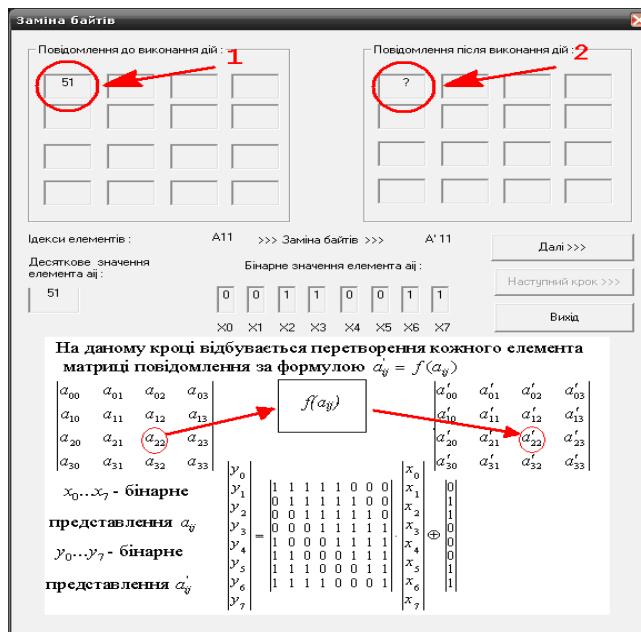 Заміна байтів
Повідомлення до виконання дій :
1
51
Повідомлення після виконання дій :
2
?
Ідекси елементів :
A11 >>> Заміна байтів >>> A' 11
Далі >>>
Десяткове значення
елемента aij :
Бінарне значення елемента aij :
Наступний крок >>>
51
0 0 1 1 0 0 1 1
X0 X1 X2 X3 X4 X5 X6 X7
Вихід
На даному кроці відбувається перетворення кожного елемента
матриці повідомлення за формулою a'ij = f(aij)
a00 a01 a02 a03
a10 a11 a12 a13
a20 a21 a22 a23
a30 a31 a32 a33
f(aij)
a'00 a'01 a'02 a'03
a'10 a'11 a'12 a'13
a'20 a'21 a'22 a'23
a'30 a'31 a'32 a'33
x0...x7 - бінарне
представлення aij
y0...y7 - бінарне
представлення a'ij
y0 x0
y1 = 1 1 1 1 1 0 0 0 · x1 ⊕ 0
y2 0 1 1 1 1 1 0 0 x2 1
y3 0 0 1 1 1 1 1 0 x3 1
y4 0 0 0 1 1 1 1 1 x4 0
y5 1 0 0 0 1 1 1 1 x5 0
y6 1 1 0 0 0 1 1 1 x6 0
y7 1 1 1 0 0 0 1 1 x7 1
1 1 1 1 0 0 0 1 1